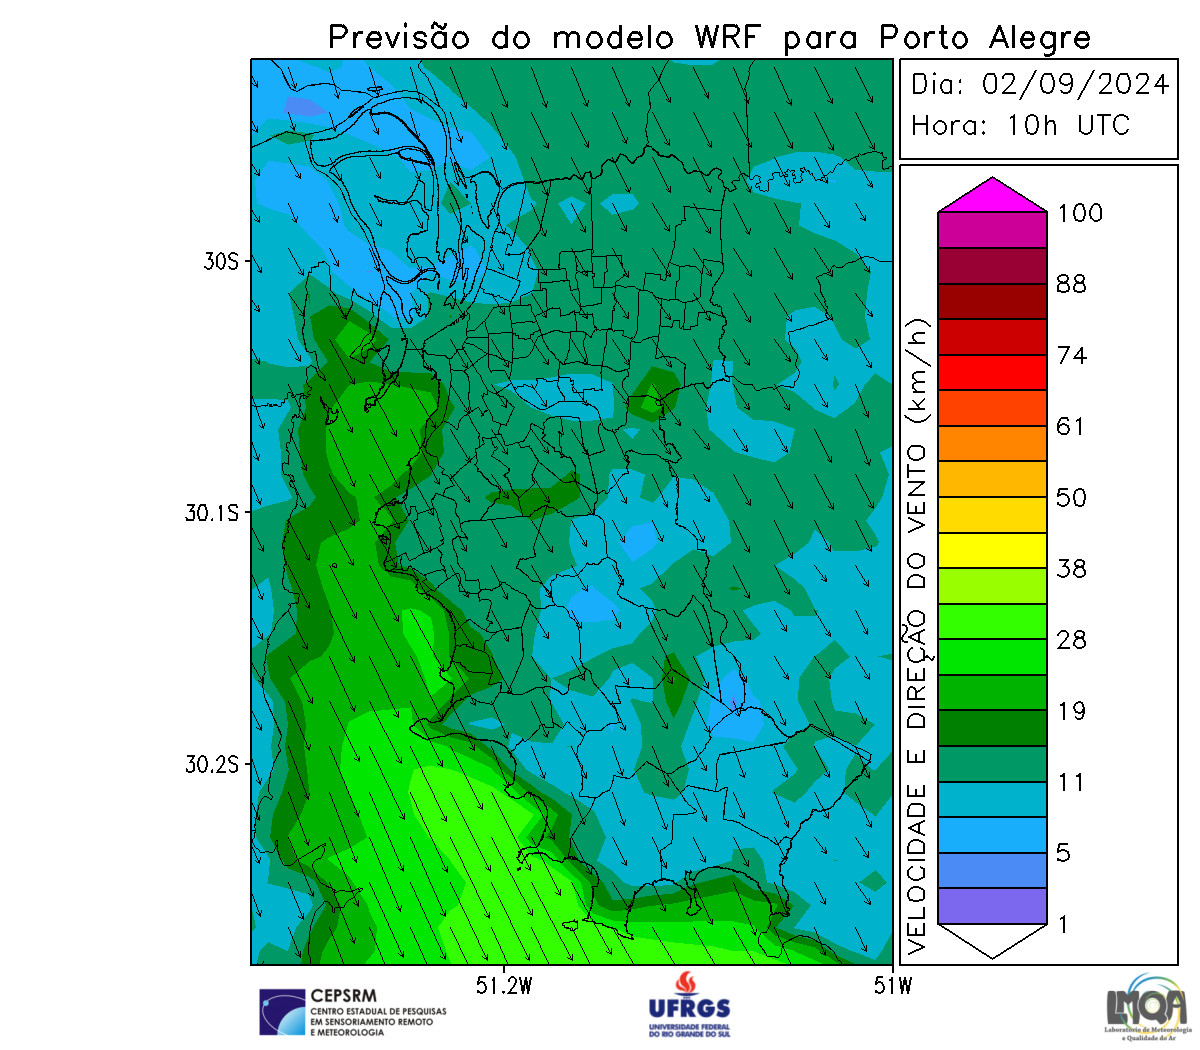 Previsão do modelo WRF para Porto Alegre
Dia: 02/09/2024
Hora: 10h UTC
30S
30.1S
30.2S
51.2W
51W
VELOCIDADE E DIREÇÃO DO VENTO (km/h)
100
88
74
61
50
38
28
19
11
5
1
CEPSRM
CENTRO ESTADUAL DE PESQUISAS
EM SENSORIAMENTO REMOTO
E METEOROLOGIA
UFRGS
UNIVERSIDADE FEDERAL
DO RIO GRANDE DO SUL
LMQA
Laboratório de Meteorologia
e Qualidade do Ar